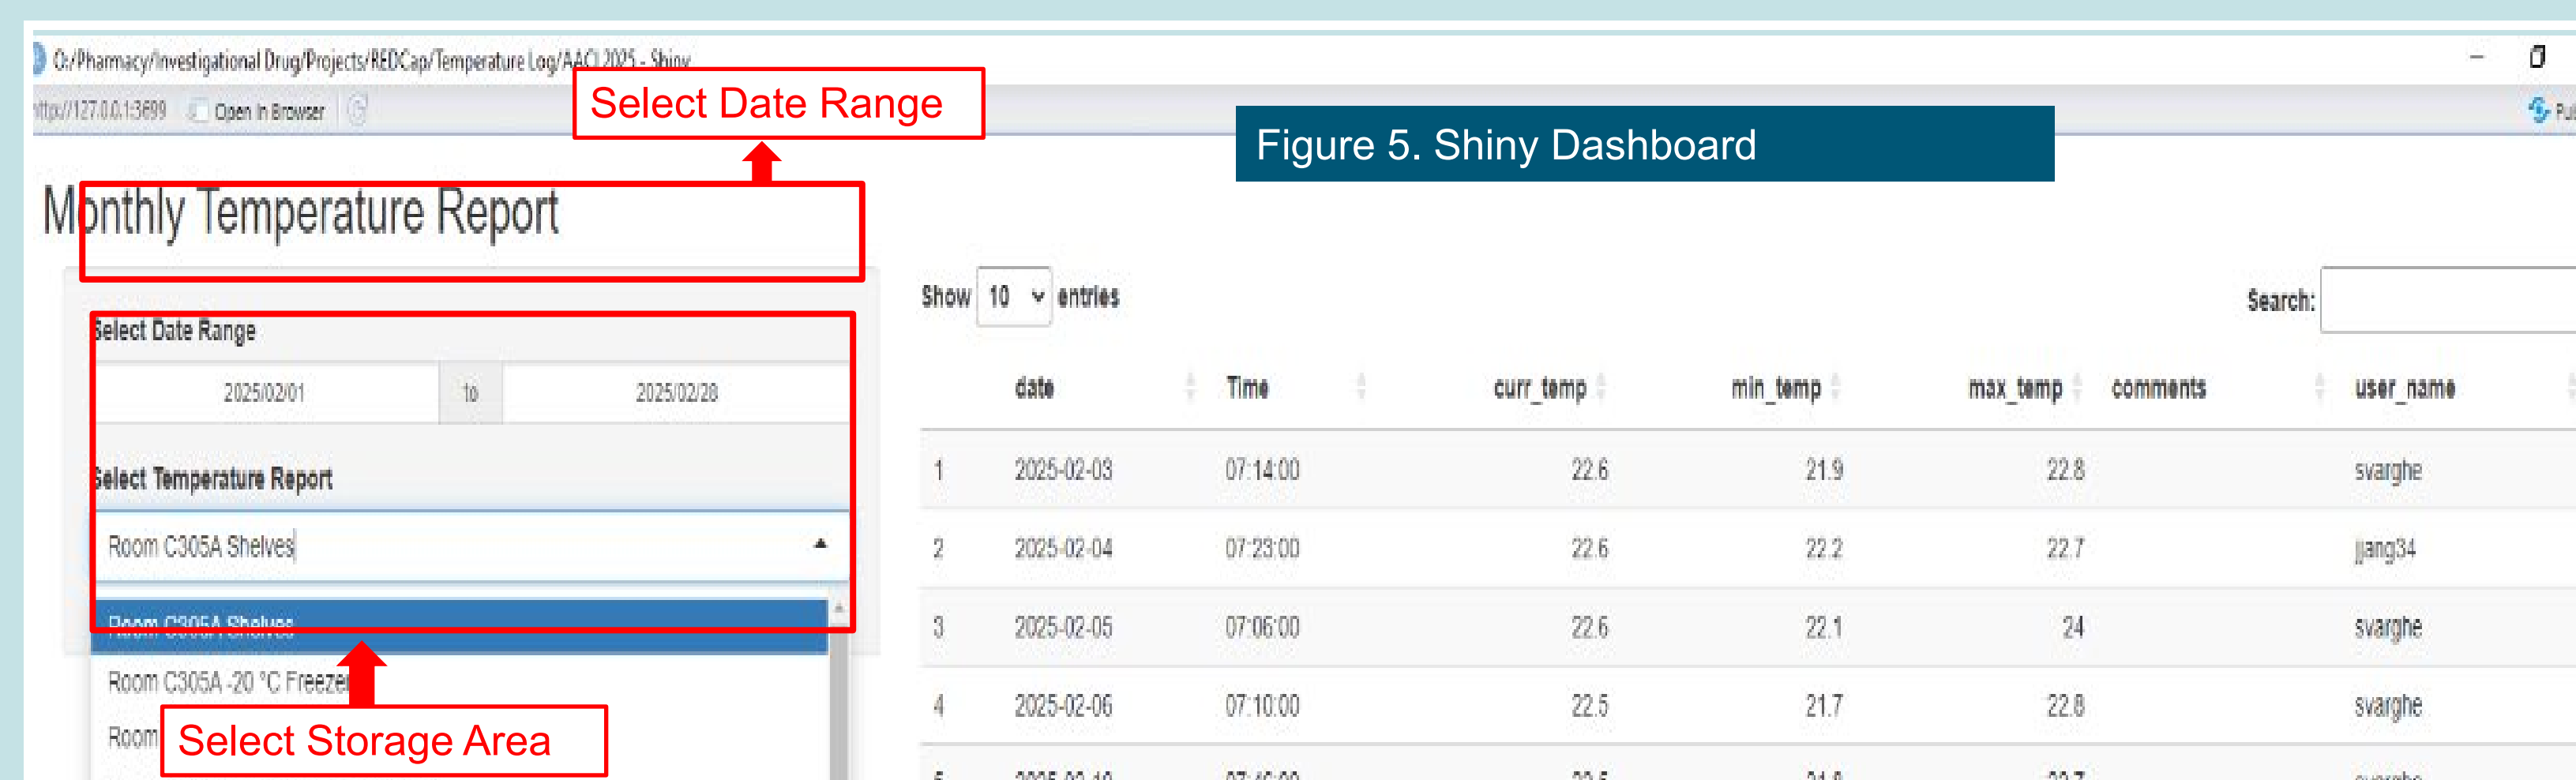 O:/Pharmacy/Investigational Drug/Projects/REDCap/Temperature Log/AACI 2025 - Shiny
http://127.0.0.1:3699 Open in Browser
Select Date Range
Figure 5. Shiny Dashboard
Monthly Temperature Report
Show 10 entries
Search:
Select Date Range
2025/02/01 to 2025/02/28
date Time curr_temp min_temp max_temp comments user_name
Select Temperature Report
1 2025-02-03 07:14:00 22.6 21.9 22.8 svarghe
Room C305A Shelves
2 2025-02-04 07:23:00 22.6 22.2 22.7 jjang34
Room C305A Shelves
3 2025-02-05 07:06:00 22.6 22.1 24 svarghe
Room C305A -20 °C Freezer
4 2025-02-06 07:10:00 22.5 21.7 22.8 svarghe
Room
Select Storage Area